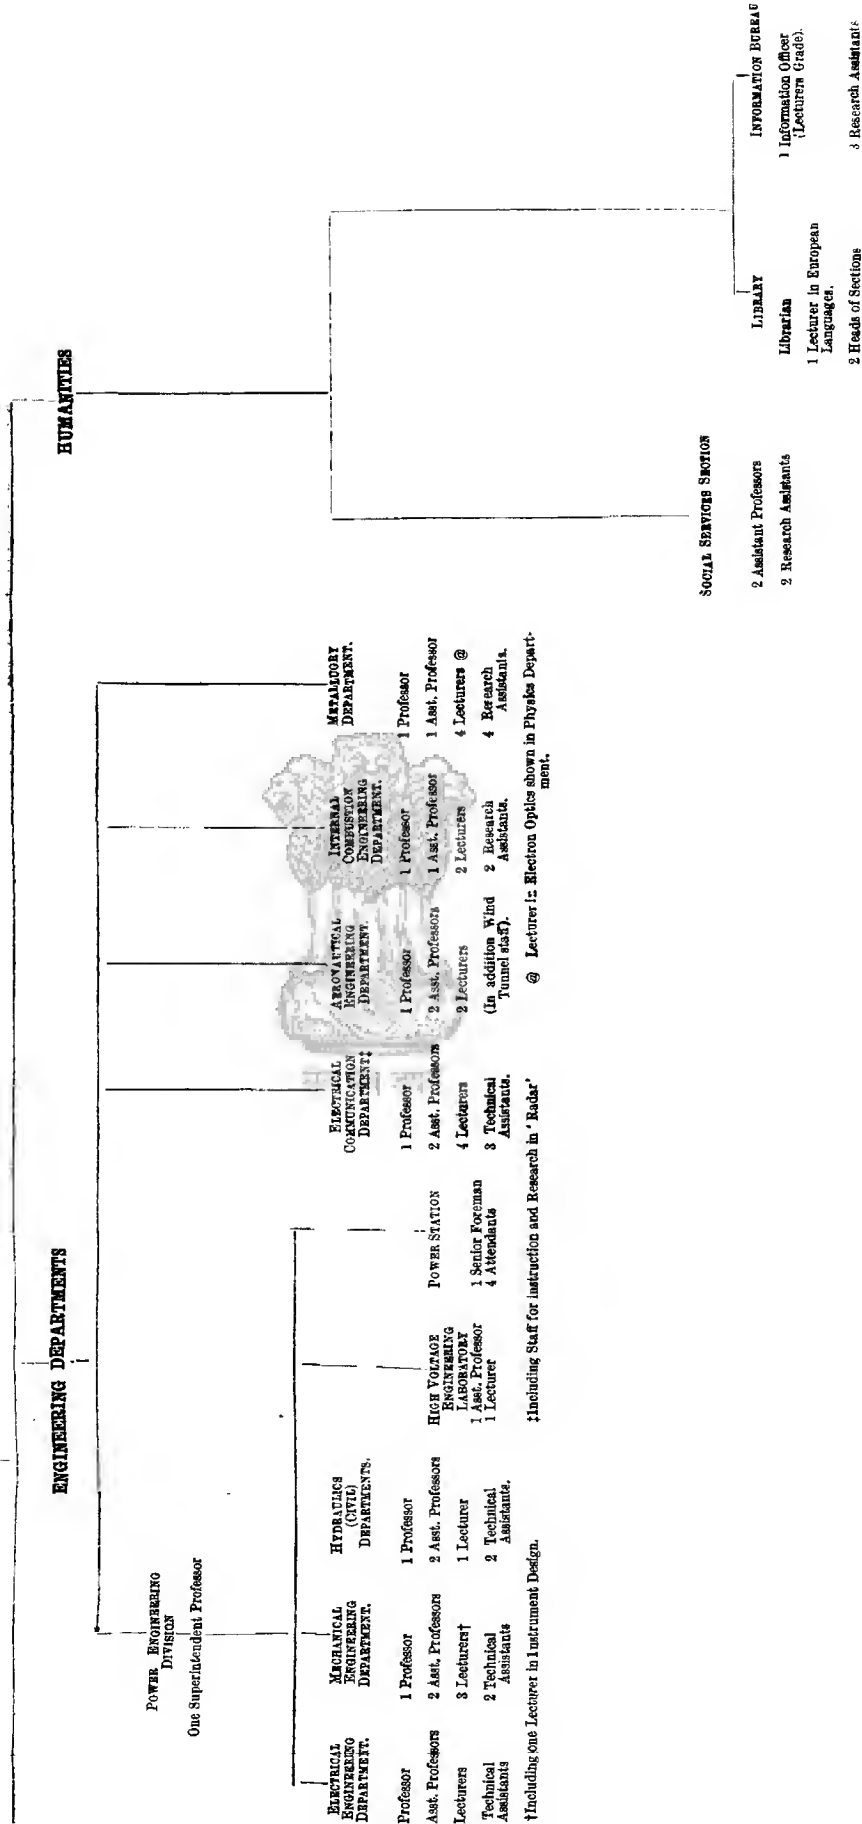 ENGINEERING DEPARTMENTS
HUMANITIES
POWER ENGINEERING
DIVISION
One Superintendent Professor
ELECTRICAL
ENGINEERING
DEPARTMENT.
Professor
Asst. Professors
Lecturers
Technical
Assistants
MECHANICAL
ENGINEERING
DEPARTMENT.
1 Professor
2 Asst. Professors
3 Lecturers†
2 Technical
Assistants
HYDRAULICS
(CIVIL)
DEPARTMENTS.
1 Professor
2 Asst. Professors
1 Lecturer
2 Technical
Assistants.
HIGH VOLTAGE
ENGINEERING
LABORATORY
1 Asst. Professor
1 Lecturer
POWER STATION
1 Senior Foreman
4 Attendants
ELECTRICAL
COMMUNICATION
DEPARTMENT‡
1 Professor
2 Asst. Professors
4 Lecturers
3 Technical
Assistants.
AERONAUTICAL
ENGINEERING
DEPARTMENT.
1 Professor
2 Asst. Professors
2 Lecturers
(In addition Wind
Tunnel staff).
INTERNAL
COMBUSTION
ENGINEERING
DEPARTMENT.
1 Professor
1 Asst. Professor
2 Lecturers
2 Research
Assistants.
METALLUGRY
DEPARTMENT.
1 Professor
1 Asst. Professor
4 Lecturers @
4 Research
Assistants.
†Including one Lecturer in Instrument Design.
‡Including Staff for instruction and Research in ' Radar'
@ Lecturer in Electron Optics shown in Physics Depart-
ment.
SOCIAL SERVICES SECTION
2 Assistant Professors
2 Research Assistants
LIBRARY
Librarian
1 Lecturer in European
Languages.
2 Heads of Sections
INFORMATION BUREAU
1 Information Officer
(Lecturers Grade).
3 Research Assistants